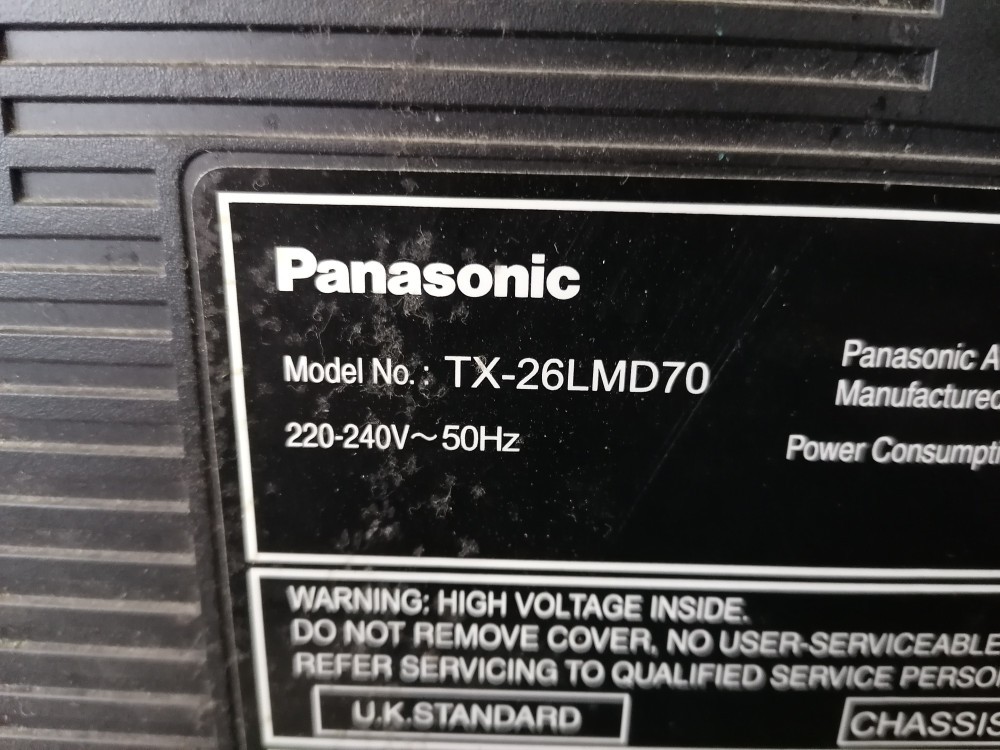 Panasonic
Model No.: TX-26LMD70
220-240V～50Hz
Panasonic A
Manufactured
Power Consumpti
WARNING: HIGH VOLTAGE INSIDE.
DO NOT REMOVE COVER, NO USER-SERVICEABLE
REFER SERVICING TO QUALIFIED SERVICE PERSO
U.K.STANDARD
CHASSIS